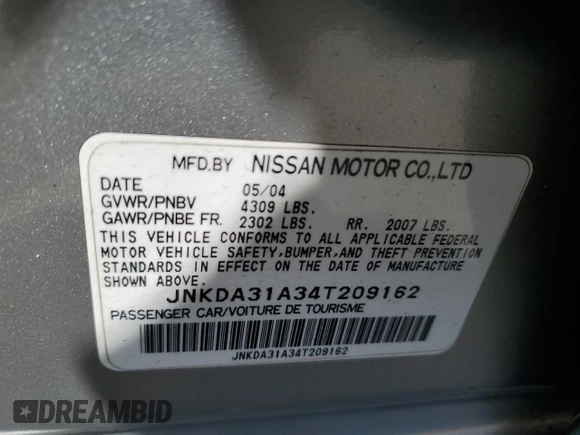 MFD.BY NISSAN MOTOR CO.,LTD
DATE 05/04
GVWR/PNBV 4309 LBS.
GAWR/PNBE FR. 2302 LBS. RR. 2007 LBS.
THIS VEHICLE CONFORMS TO ALL APPLICABLE FEDERAL
MOTOR VEHICLE SAFETY,BUMPER,AND THEFT PREVENTION
STANDARDS IN EFFECT ON THE DATE OF MANUFACTURE
SHOWN ABOVE.
JNKDA31A34T209162
PASSENGER CAR/VOITURE DE TOURISME
JNKDA31A34T209162
DREAMBID